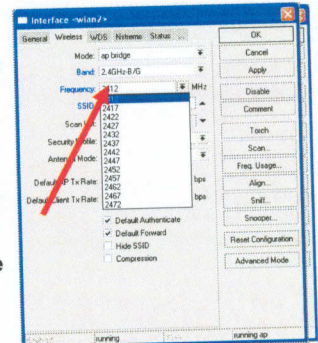 Interface <wlan7>
General Wireless WDS Nstreme Status ...
Mode: ap bridge
Band: 2.4GHz-B/G
Frequency: 2412 MHz
SSID
2417
2422
Scan
2427
2432
Security
2437
2442
Antenna Mode:
2447
2452
Default AP Tx Rate:
2457
bps
2462
Default Client Tx Rate:
2467
bps
2472
Default Authenticate
Default Forward
Hide SSID
Compression
OK
Cancel
Apply
Disable
Comment
Torch
Scan...
Freq. Usage...
Align...
Sniff...
Snooper...
Reset Configuration
Advanced Mode
running
running ap
e